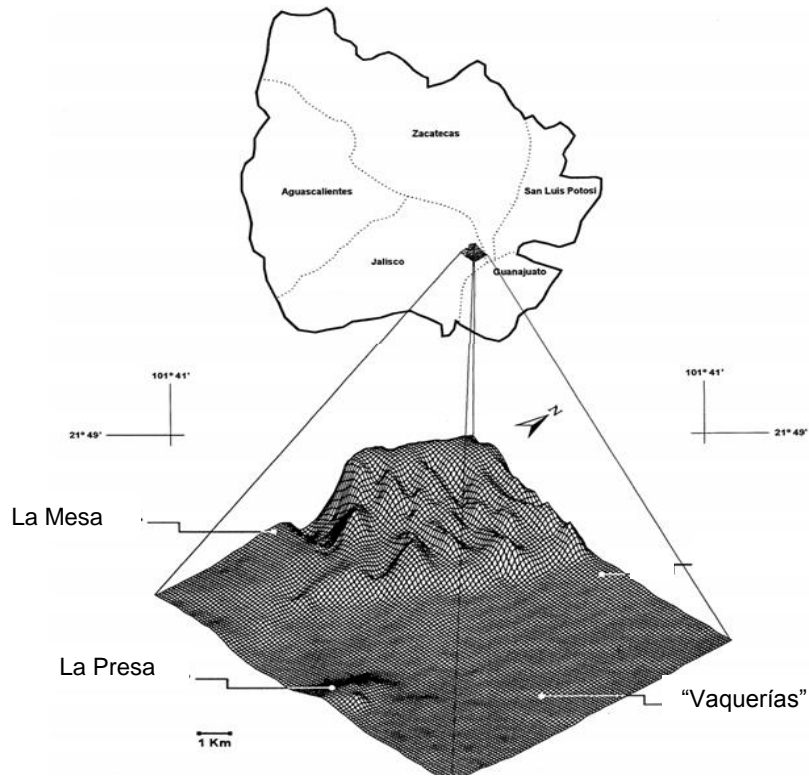 Zacatecas
San Luis Potosi
Aguascalientes
Jalisco
Guanajuato
101° 41'
101° 41'
N
21° 49'
21° 49'
La Mesa
La Presa
“Vaquerías”
1 Km